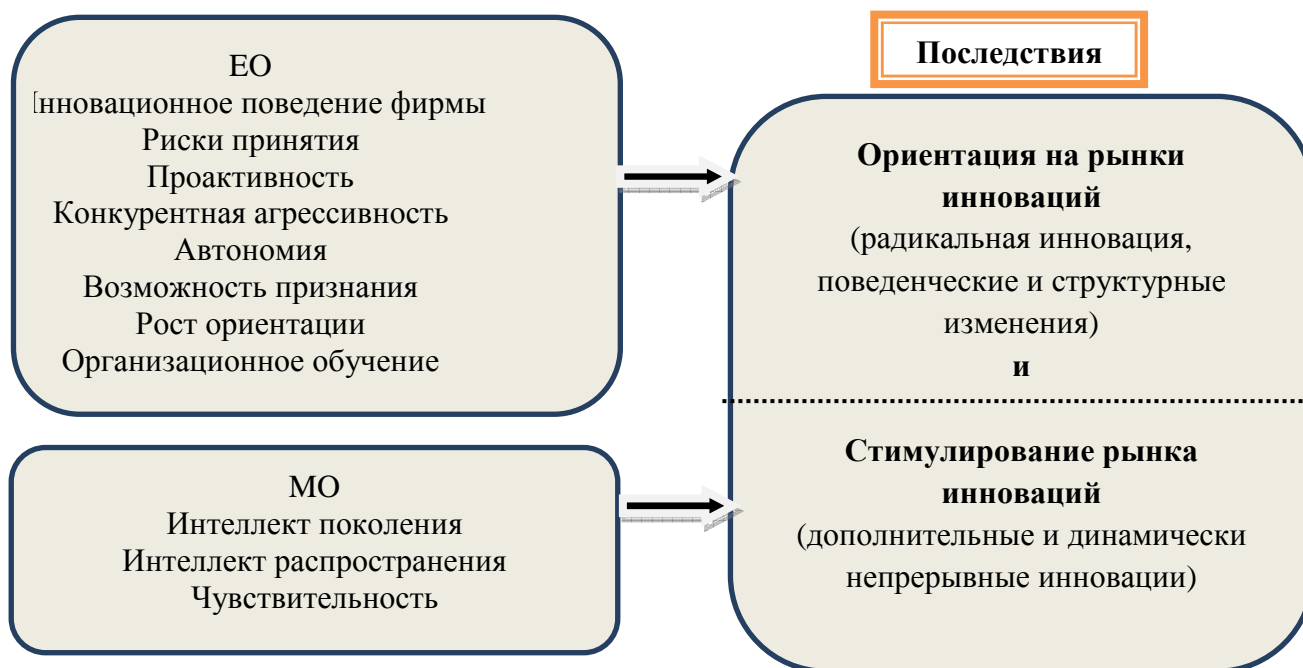 ЕО
Інновационное поведение фирмы
Риски принятия
Проактивность
Конкурентная агрессивность
Автономия
Возможность признания
Рост ориентации
Организационное обучение
МО
Интеллект поколения
Интеллект распространения
Чувствительность
Последствия
Ориентация на рынки
инноваций
(радикальная инновация,
поведенческие и структурные
изменения)
и
Стимулирование рынка
инноваций
(дополнительные и динамически
непрерывные инновации)